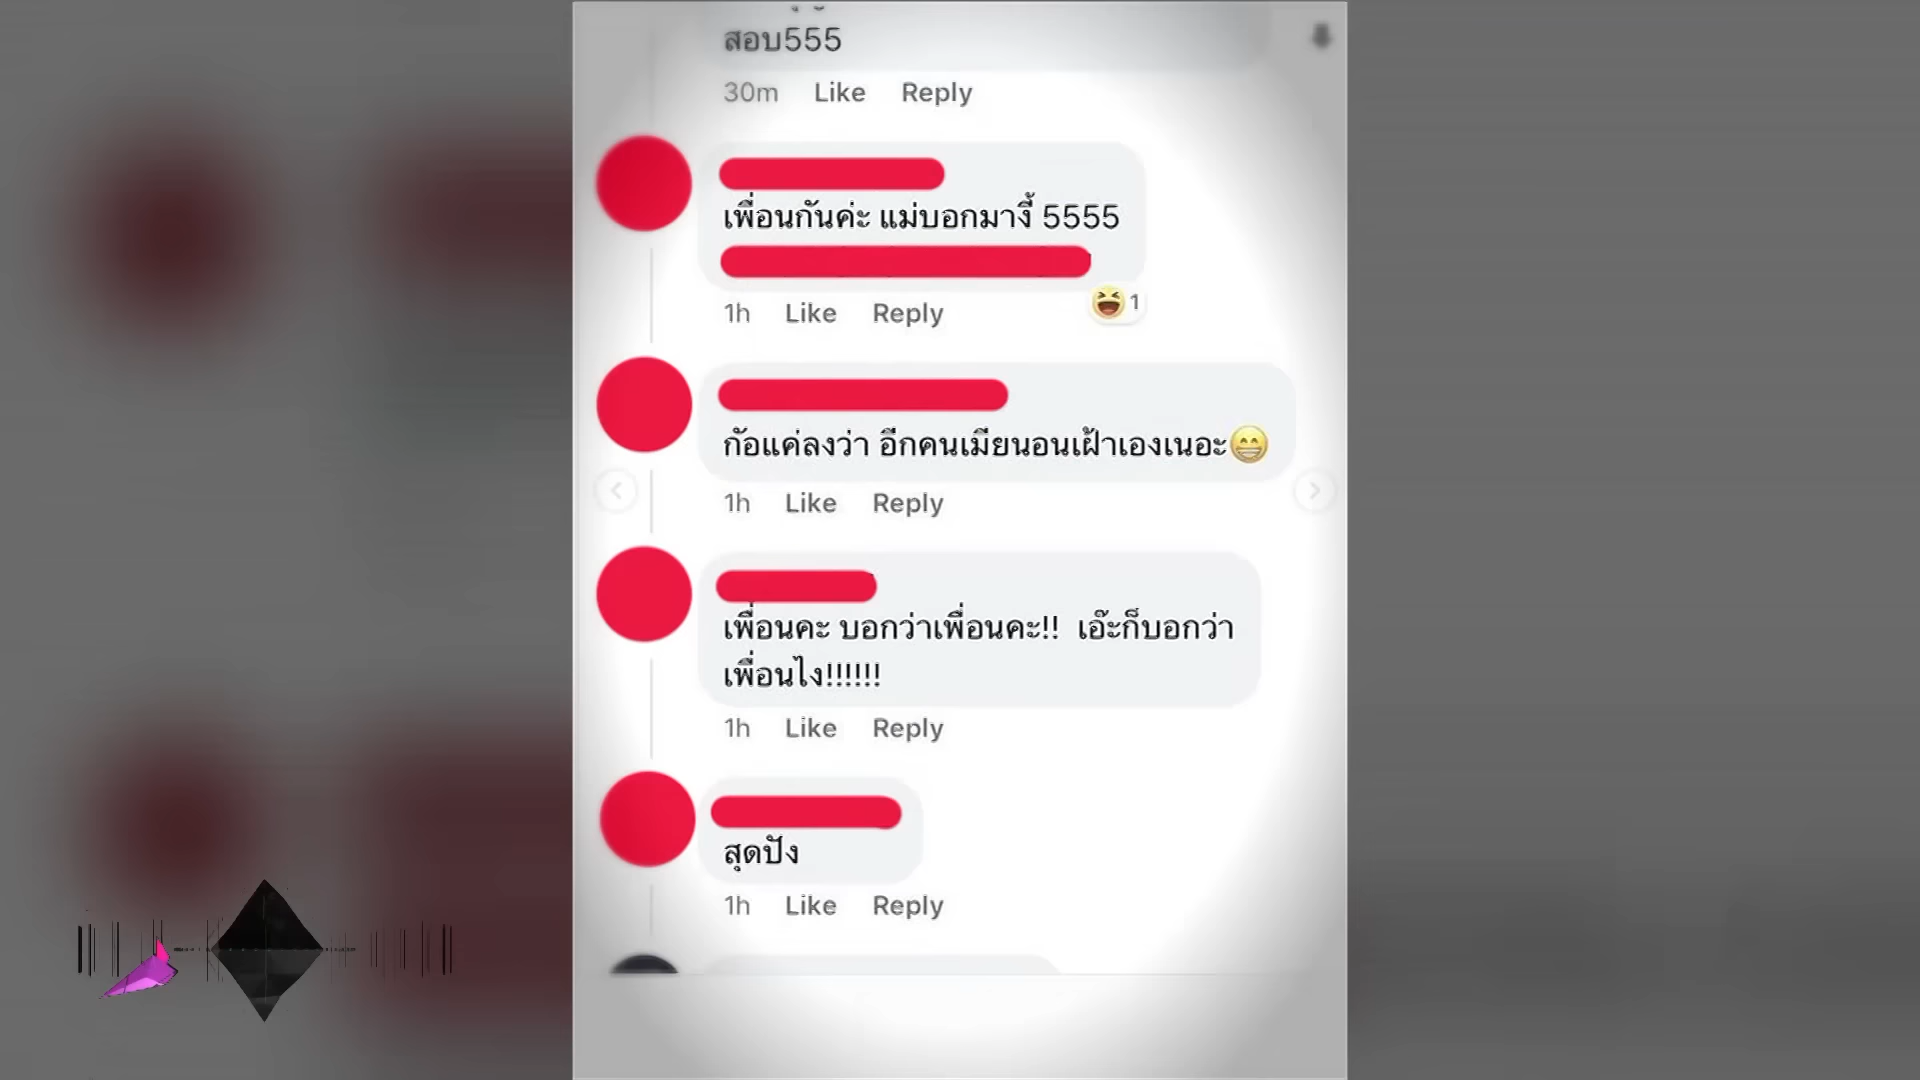 สอบ555
30m Like Reply
เพื่อนกันค่ะ แม่บอกมางี้ 5555
1
1h Like Reply
ก้อแค่ลงว่า อีกคนเมียนอนเฝ้าเองเนอะ😁
1h Like Reply
เพื่อนคะ บอกว่าเพื่อนคะ!! เอ๊ะก็บอกว่า
เพื่อนไง!!!!!!
1h Like Reply
สุดปัง
1h Like Reply